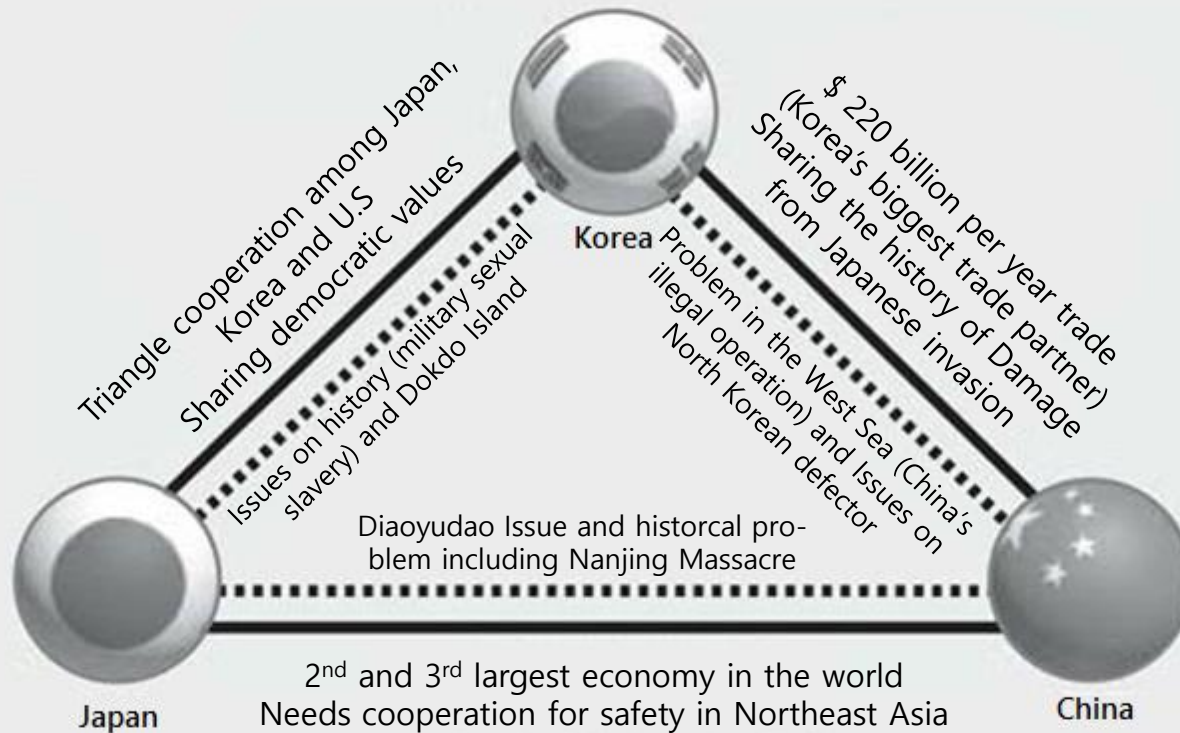 Triangle cooperation among Japan,
Korea and U.S
Sharing democratic values
Issues on history (military sexual
slavery) and Dokdo Island
Korea
$ 220 billion per year trade
(Korea's biggest trade partner)
Sharing the history of Damage
from Japanese invasion
Problem in the West Sea (China's
illegal operation) and Issues on
North Korean defector
Diaoyudao Issue and historcal pro-
blem including Nanjing Massacre
2nd and 3rd largest economy in the world
Needs cooperation for safety in Northeast Asia
Japan
China